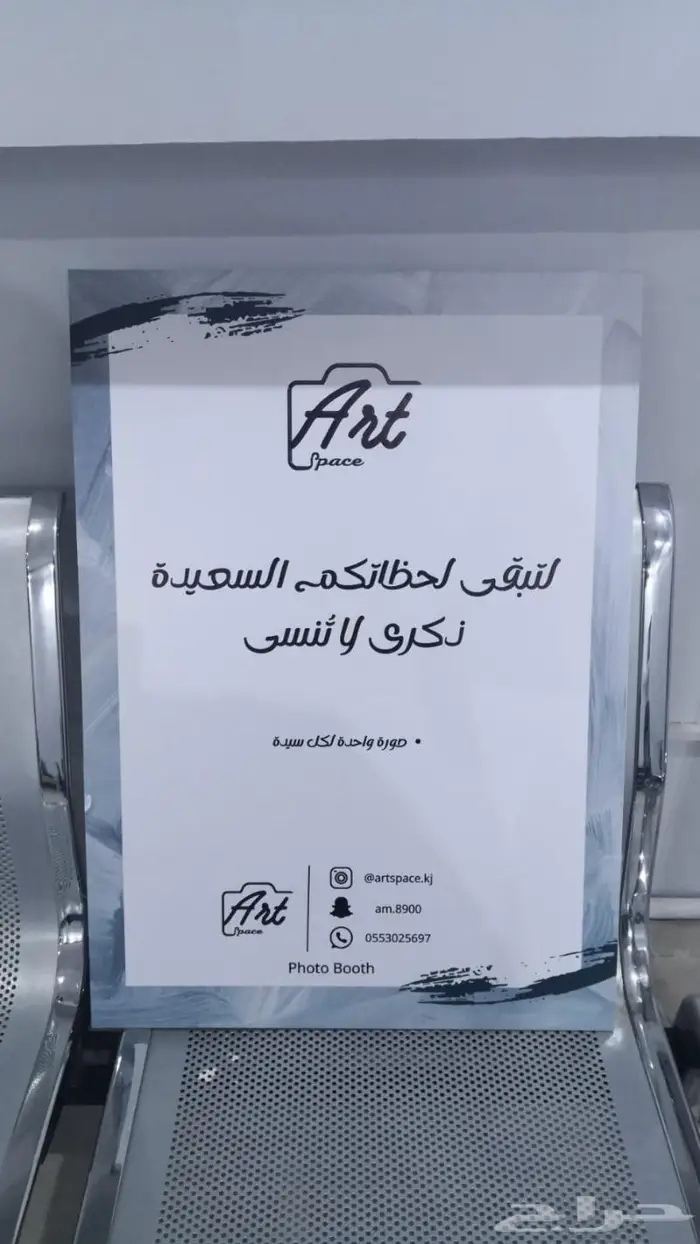 Art
Space
لتبقى لحظاتكم السعيدة
ذكرى لا تُنسى
• صورة واحدة لكل سيدة
@artspace.kj
am.8900
0553025697
Art
Space
Photo Booth
حراج